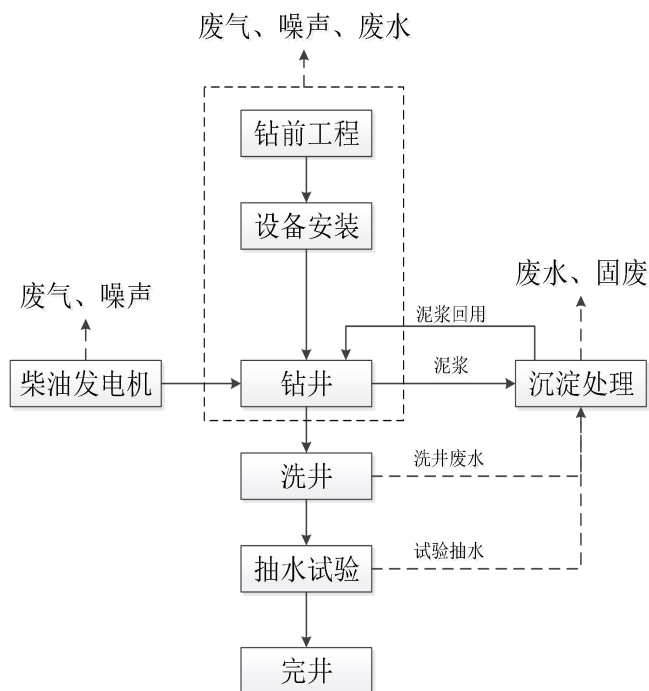 废气、噪声、废水
钻前工程
设备安装
废水、固废
废气、噪声
泥浆回用
柴油发电机
钻井
泥浆
沉淀处理
洗井
洗井废水
抽水试验
试验抽水
完井